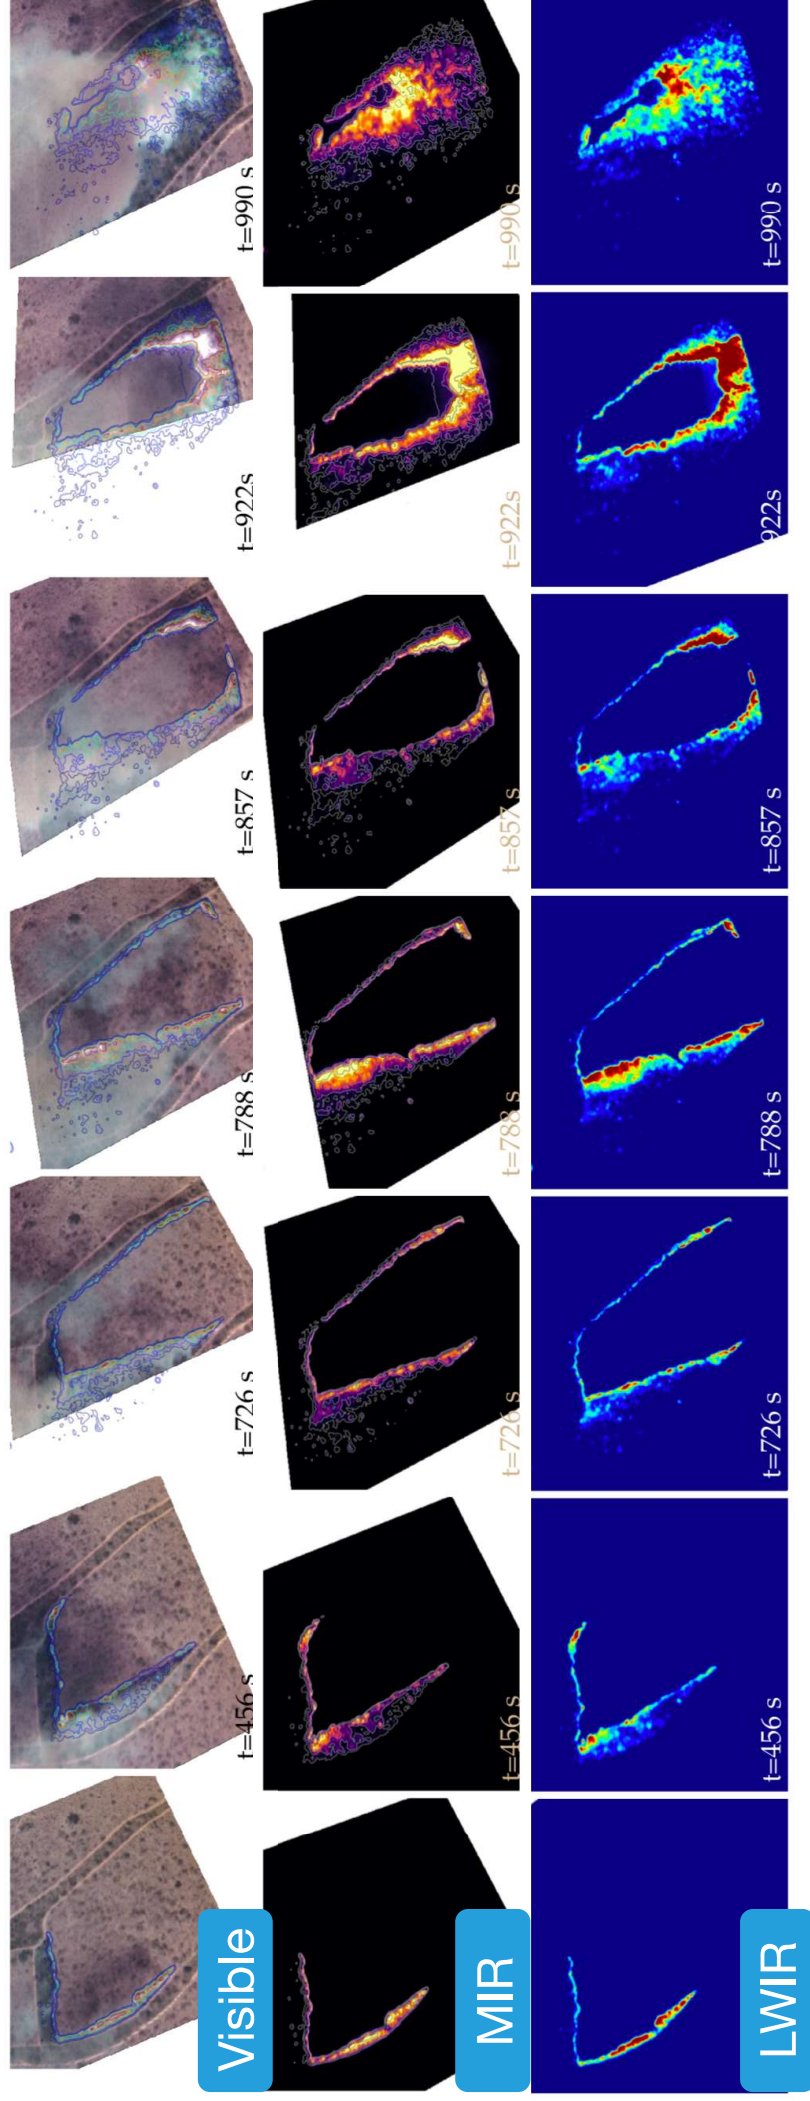 Visible
t=456 s
t=726 s
t=788 s
t=857 s
t=922s
t=990 s
MIR
t=456 s
t=726 s
t=788 s
t=857 s
t=922s
t=990 s
LWIR
t=456 s
t=726 s
t=788 s
t=857 s
922s
t=990 s